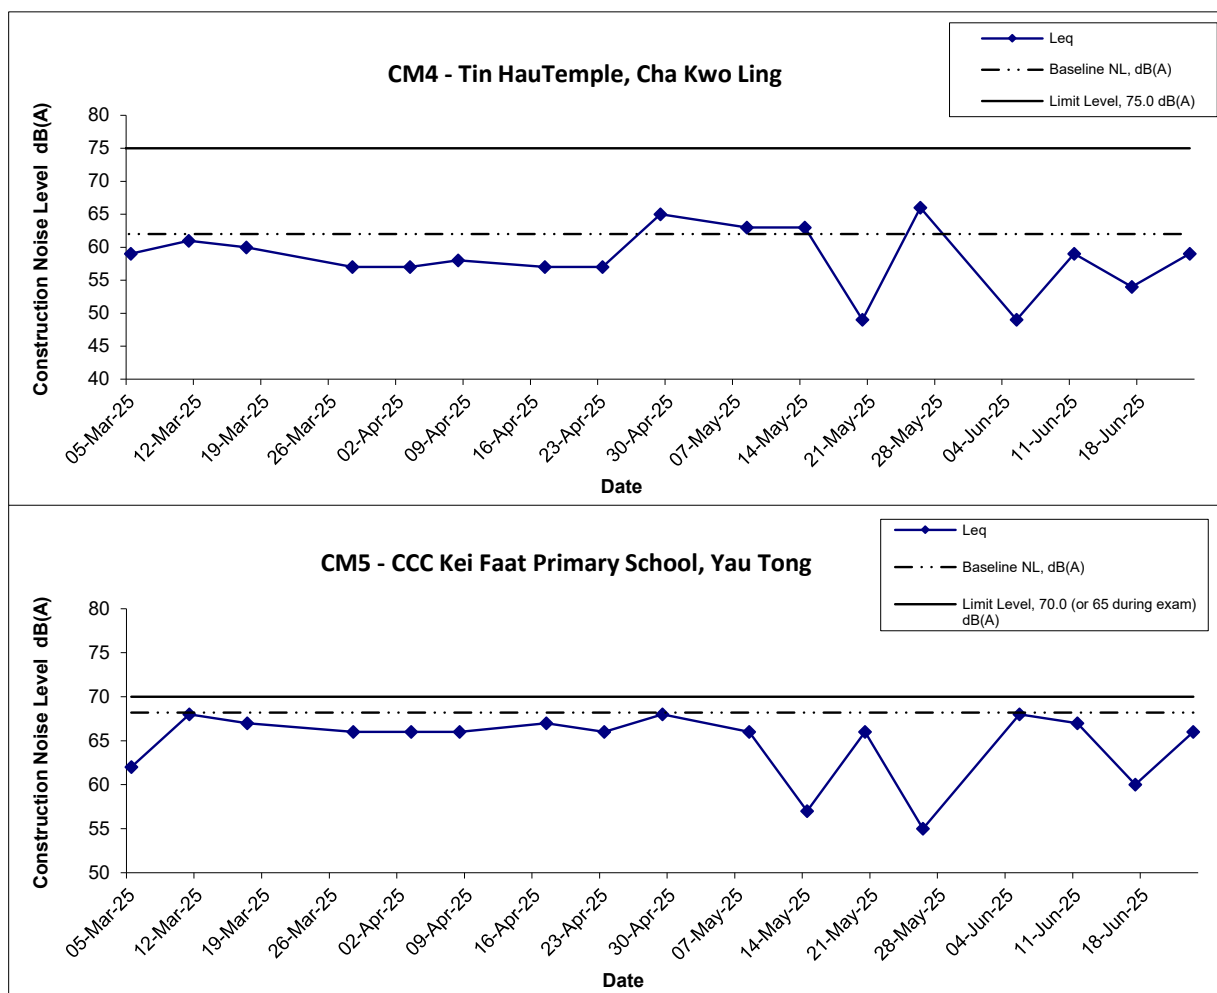 CM4 - Tin HauTemple, Cha Kwo Ling
Leq
Baseline NL, dB(A)
Limit Level, 75.0 dB(A)
Construction Noise Level dB(A)
80
75
70
65
60
55
50
45
40
05-Mar-25
12-Mar-25
19-Mar-25
26-Mar-25
02-Apr-25
09-Apr-25
16-Apr-25
23-Apr-25
30-Apr-25
07-May-25
14-May-25
21-May-25
28-May-25
04-Jun-25
11-Jun-25
18-Jun-25
Date
CM5 - CCC Kei Faat Primary School, Yau Tong
Leq
Baseline NL, dB(A)
Limit Level, 70.0 (or 65 during exam)
dB(A)
Construction Noise Level dB(A)
80
75
70
65
60
55
50
05-Mar-25
12-Mar-25
19-Mar-25
26-Mar-25
02-Apr-25
09-Apr-25
16-Apr-25
23-Apr-25
30-Apr-25
07-May-25
14-May-25
21-May-25
28-May-25
04-Jun-25
11-Jun-25
18-Jun-25
Date